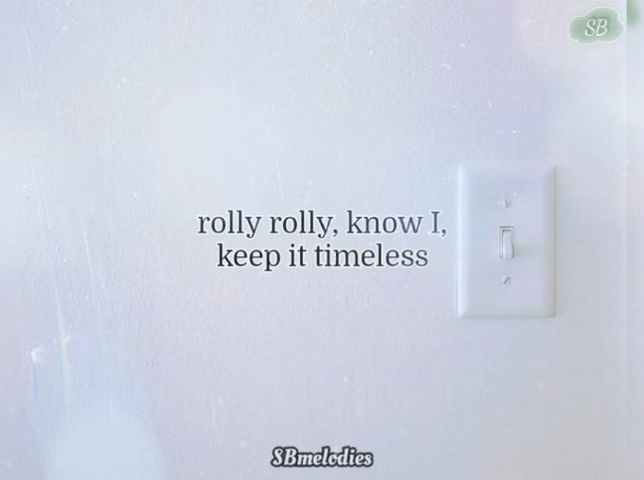 SB
rolly rolly, know I,
keep it timeless
SBmelodies